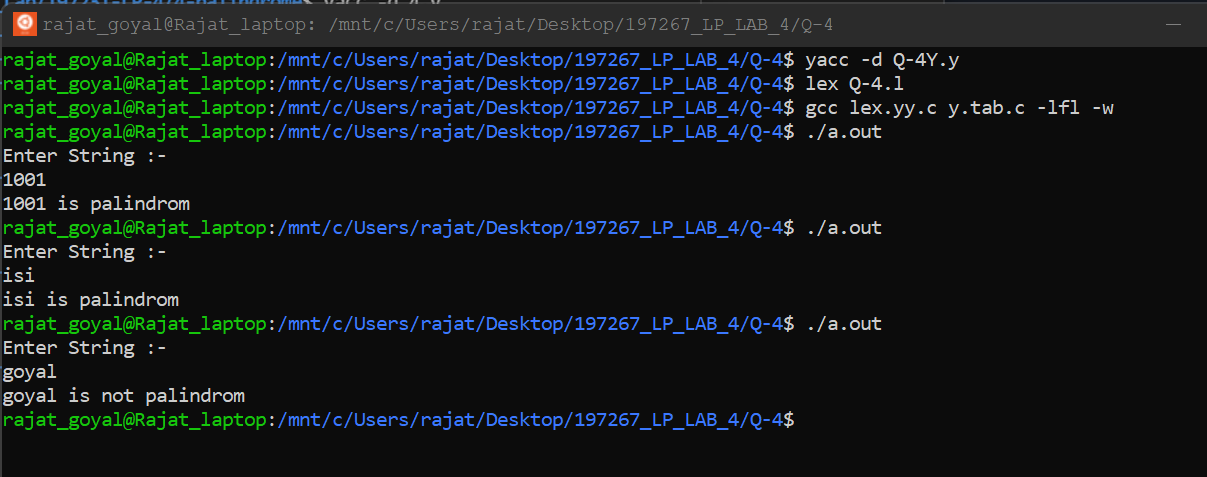 rajat_goyal@Rajat_laptop: /mnt/c/Users/rajat/Desktop/197267_LP_LAB_4/Q-4
rajat_goyal@Rajat_laptop:/mnt/c/Users/rajat/Desktop/197267_LP_LAB_4/Q-4$ yacc -d Q-4Y.y
rajat_goyal@Rajat_laptop:/mnt/c/Users/rajat/Desktop/197267_LP_LAB_4/Q-4$ lex Q-4.l
rajat_goyal@Rajat_laptop:/mnt/c/Users/rajat/Desktop/197267_LP_LAB_4/Q-4$ gcc lex.yy.c y.tab.c -lfl -w
rajat_goyal@Rajat_laptop:/mnt/c/Users/rajat/Desktop/197267_LP_LAB_4/Q-4$ ./a.out
Enter String :-
1001
1001 is palindrom
rajat_goyal@Rajat_laptop:/mnt/c/Users/rajat/Desktop/197267_LP_LAB_4/Q-4$ ./a.out
Enter String :-
isi
isi is palindrom
rajat_goyal@Rajat_laptop:/mnt/c/Users/rajat/Desktop/197267_LP_LAB_4/Q-4$ ./a.out
Enter String :-
goyal
goyal is not palindrom
rajat_goyal@Rajat_laptop:/mnt/c/Users/rajat/Desktop/197267_LP_LAB_4/Q-4$